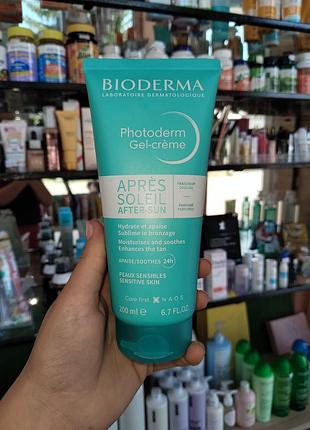 BIODERMA
LABORATOIRE DERMATOLOGIQUE
Photoderm
Gel-crème
APRÈS
SOLEIL
AFTER-SUN
Hydrate et apaise
Sublime le bronzage
Moisturises and soothes
Enhances the tan
APAISE/SOOTHES 24h
PEAUX SENSIBLES
SENSITIVE SKIN
Care first NAOS
200 ml e 6.7 FL.OZ